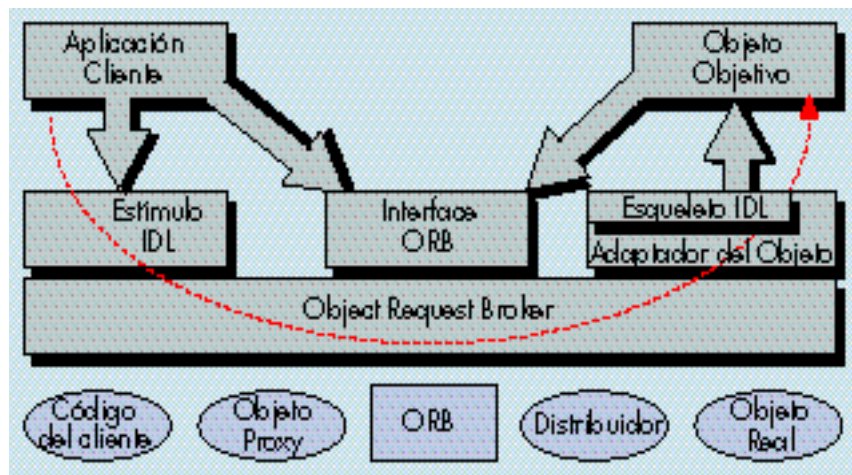 Aplicación
Cliente
Objeto
Objetivo
Estímulo
IDL
Interface
ORB
Esqueleto IDL
Adaptador del Objeto
Object Request Broker
Código
del cliente
Objeto
Proxy
ORB
Distribuidor
Objeto
Real